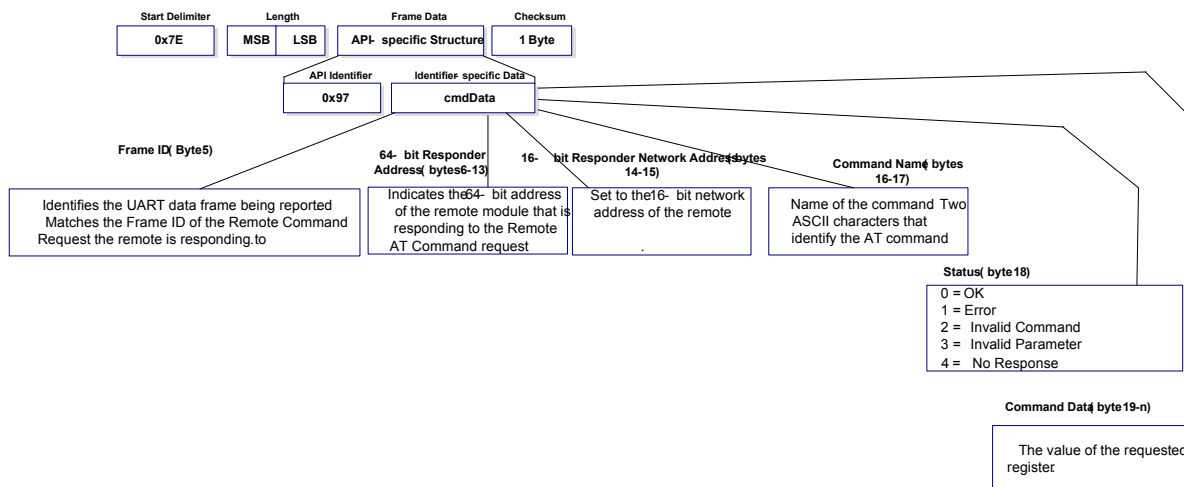 Start Delimiter Length Frame Data Checksum
0x7E MSB LSB API- specific Structure 1 Byte
API Identifier Identifier- specific Data
0x97 cmdData
Frame ID( Byte5)
64- bit Responder
Address( bytes6-13)
16- bit Responder Network Address( bytes
14-15)
Command Name( bytes
16-17)
Identifies the UART data frame being reported
Matches the Frame ID of the Remote Command
Request the remote is responding.to
Indicates the64- bit address
of the remote module that is
responding to the Remote
AT Command request
Set to the16- bit network
address of the remote
.
Name of the command Two
ASCII characters that
identify the AT command
Status( byte18)
0 = OK
1 = Error
2 = Invalid Command
3 = Invalid Parameter
4 = No Response
Command Data( byte19-n)
The value of the requested
register.